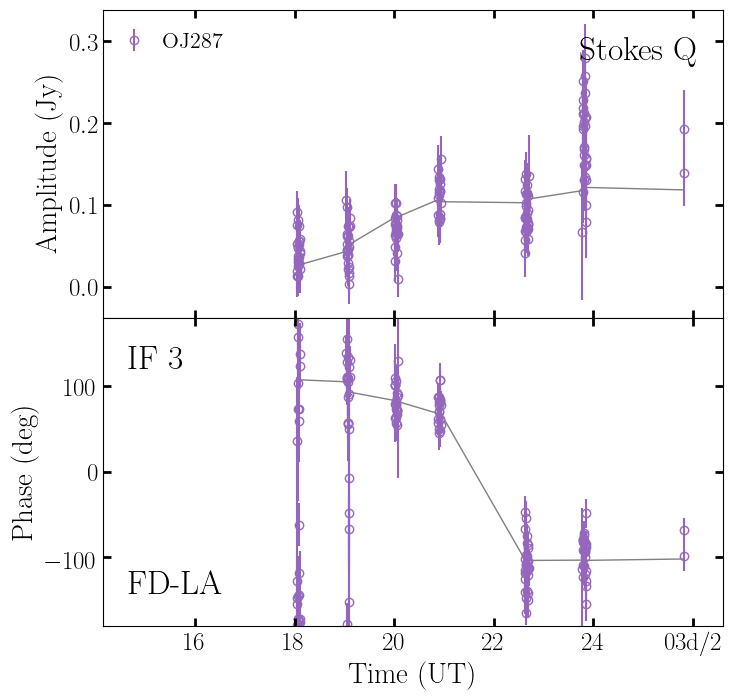 OJ287
Stokes Q
0.3
0.2
0.1
0.0
Amplitude (Jy)
IF 3
100
0
−100
Phase (deg)
FD-LA
16 18 20 22 24 03d/2
Time (UT)